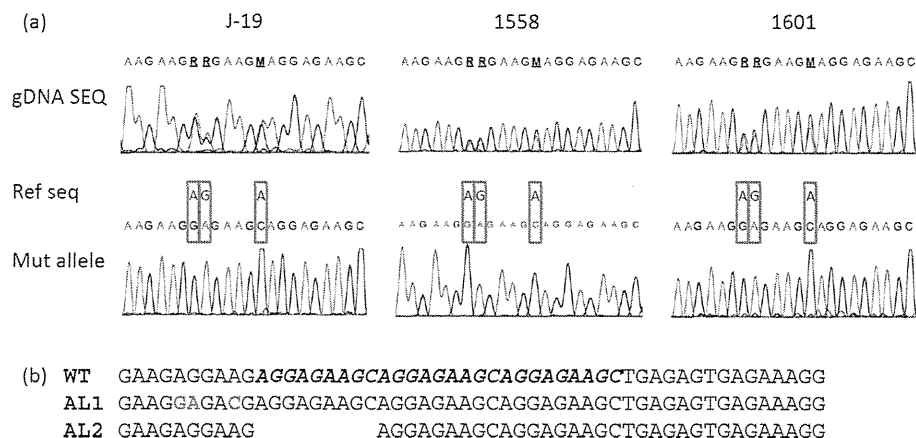 (a) J-19 1558 1601
AAGAAGRRGAAGMAGGAGAAGC AAGAAGRRGAAGMAGGAGAAGC AAGAAGRRGAAGMAGGAGAAGC
gDNA SEQ
Ref seq AG A AG A AG A
AAGAAGGAGAAGCAGGAGAAGC AAGAAGGAGAAGCAGGAGAAGC AAGAAGGAGAAGCAGGAGAAGC
Mut allele
(b) WT GAAGAGGAAGAGGAGAAGCAGGAGAAGCAGGAGAAGCTGAGAGTGAGAAAGG
AL1 GAAGGAGACGAGGAGAAGCAGGAGAAGCAGGAGAAGCTGAGAGTGAGAAAGG
AL2 GAAGAGGAAG AGGAGAAGCAGGAGAAGCTGAGAGTGAGAAAGG